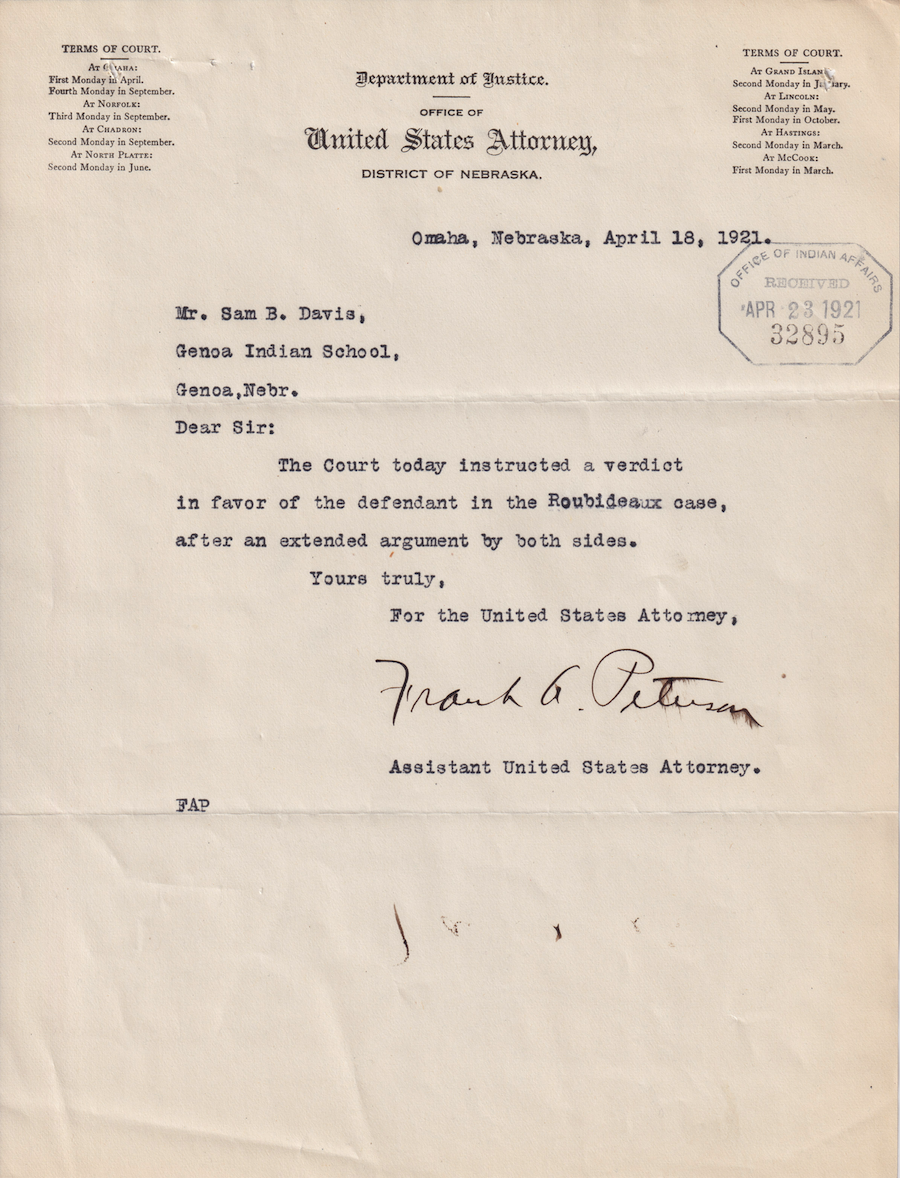 TERMS OF COURT.
AT OMAHA:
First Monday in April.
Fourth Monday in September.
AT NORFOLK:
Third Monday in September.
AT CHADRON:
Second Monday in September.
AT NORTH PLATTE:
Second Monday in June.
Department of Justice.
OFFICE OF
United States Attorney,
DISTRICT OF NEBRASKA.
TERMS OF COURT.
AT GRAND ISLAND
Second Monday in January.
AT LINCOLN:
Second Monday in May.
First Monday in October.
AT HASTINGS:
Second Monday in March.
AT MCCOOK:
First Monday in March.
Omaha, Nebraska, April 18, 1921.
OFFICE OF INDIAN AFFAIRS
RECEIVED
APR 23 1921
32895
Mr. Sam B. Davis,
Genoa Indian School,
Genoa,Nebr.
Dear Sir:
The Court today instructed a verdict
in favor of the defendant in the Roubideaux case,
after an extended argument by both sides.
Yours truly,
For the United States Attorney,
Frank A. Peterson
Assistant United States Attorney.
FAP